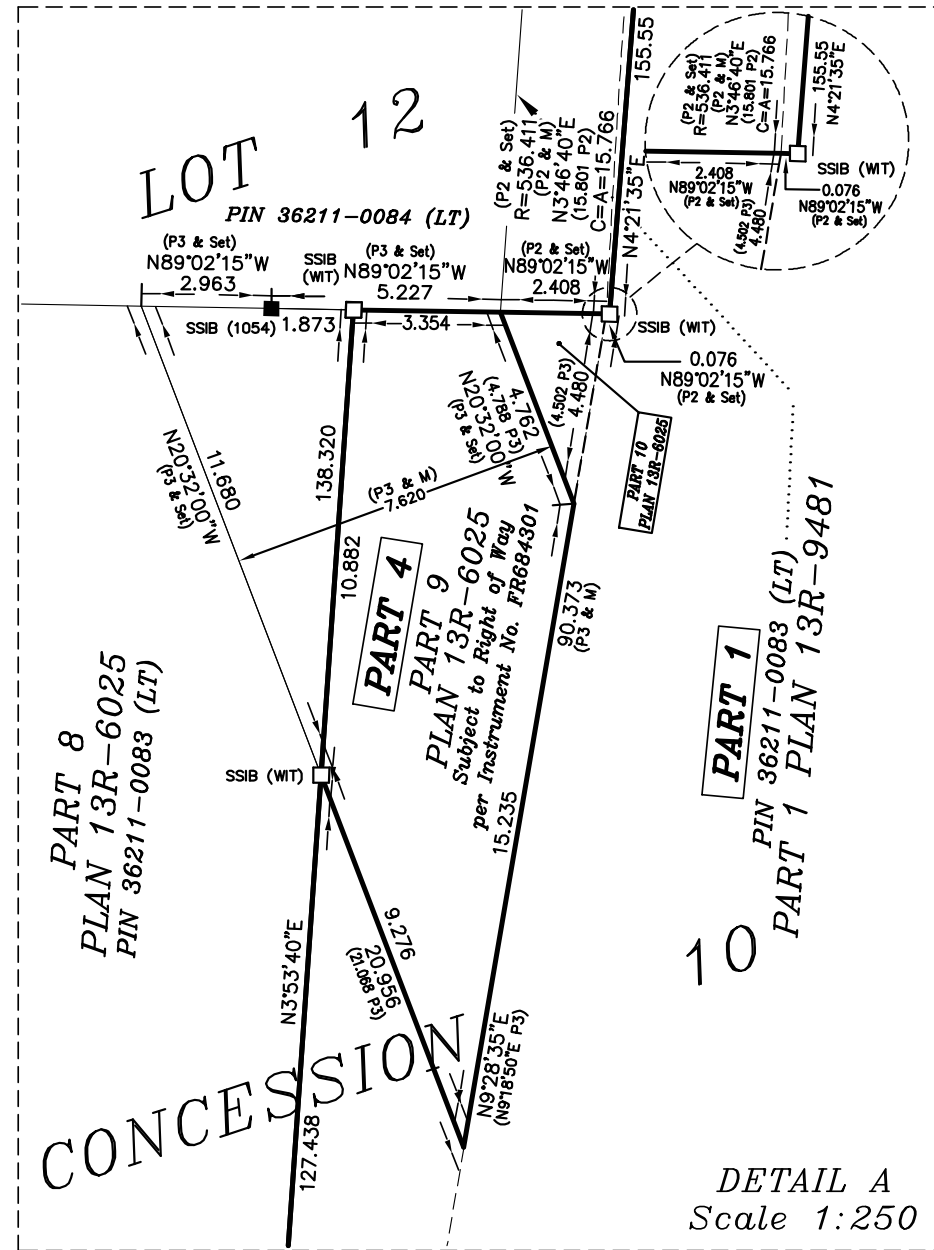 LOT 12
PIN 36211-0084 (LT)
(P3 & Set)
N89°02'15"W
2.963
SSIB
(WIT)
(P3 & Set)
N89°02'15"W
5.227
(P2 & Set)
N89°02'15"W
2.408
SSIB (1054)
1.873
3.354
SSIB (WIT)
0.076
N89°02'15"W
(P2 & Set)
(P2 & Set)
R=536.411
(P2 & M)
N3°46'40"E
(15.801 P2)
C=A=15.766
N4°21'35"E
155.55
(P2 & Set)
R=536.411
(P2 & M)
N3°46'40"E
(15.801 P2)
C=A=15.766
155.55
N4°21'35"E
SSIB (WIT)
2.408
N89°02'15"W
(P2 & Set)
0.076
N89°02'15"W
(P2 & Set)
(4.502 P3)
4.480
(4.502 P3)
4.480
4.762
(4.788 P3)
N20°32'00"W
(P3 & Set)
PART 10
PLAN 13R-6025
11.680
N20°32'00"W
(P3 & Set)
138.320
10.882
(P3 & M)
7.620
PART 4
PART 9
PLAN 13R-6025
Subject to Right of Way
per Instrument No. FR684301
90.373
(P3 & M)
15.235
PART 1
PIN 36211-0083 (LT)
PART 1 PLAN 13R-9481
PART 8
PLAN 13R-6025
PIN 36211-0083 (LT)
SSIB (WIT)
N3°53'40"E
127.438
9.276
20.956
(21.068 P3)
N9°28'35"E
(N9°18'50"E P3)
CONCESSION 10
DETAIL A
Scale 1:250